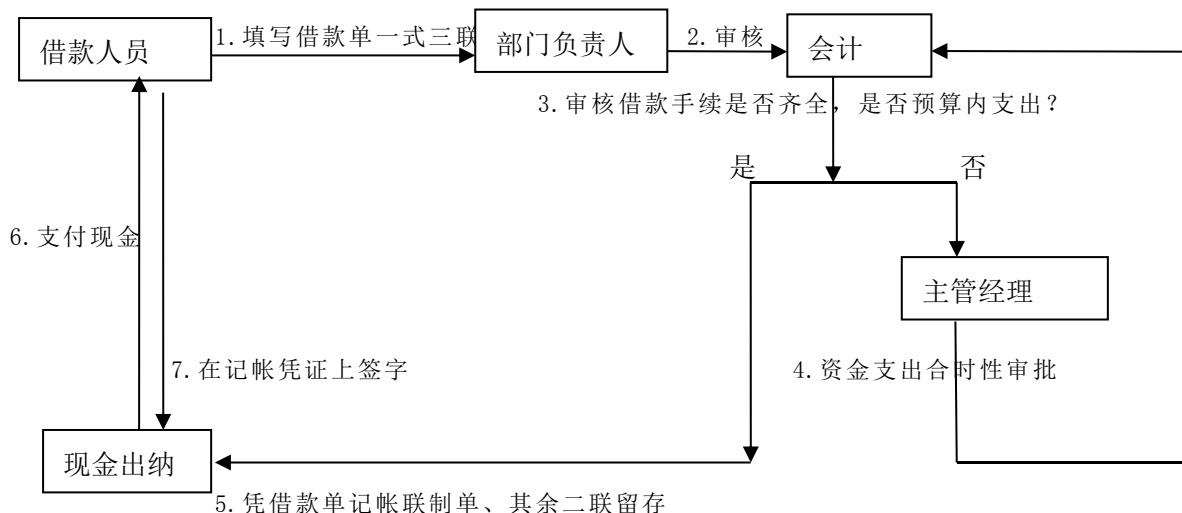 借款人员
1.填写借款单一式三联
部门负责人
2.审核
会计
3.审核借款手续是否齐全，是否预算内支出？
是
否
6.支付现金
主管经理
7.在记帐凭证上签字
4.资金支出合时性审批
现金出纳
5.凭借款单记帐联制单、其余二联留存